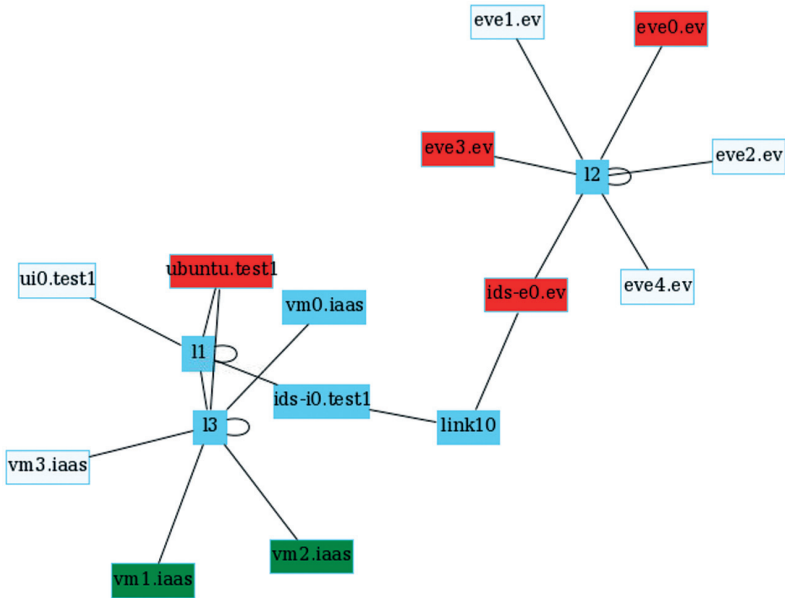 eve1.ev
eve0.ev
eve3.ev
eve2.ev
l2
ubuntu.test1
ui0.test1
eve4.ev
ids-e0.ev
vm0.iaas
l1
ids-i0.test1
l3
link10
vm3.iaas
vm2.iaas
vm1.iaas